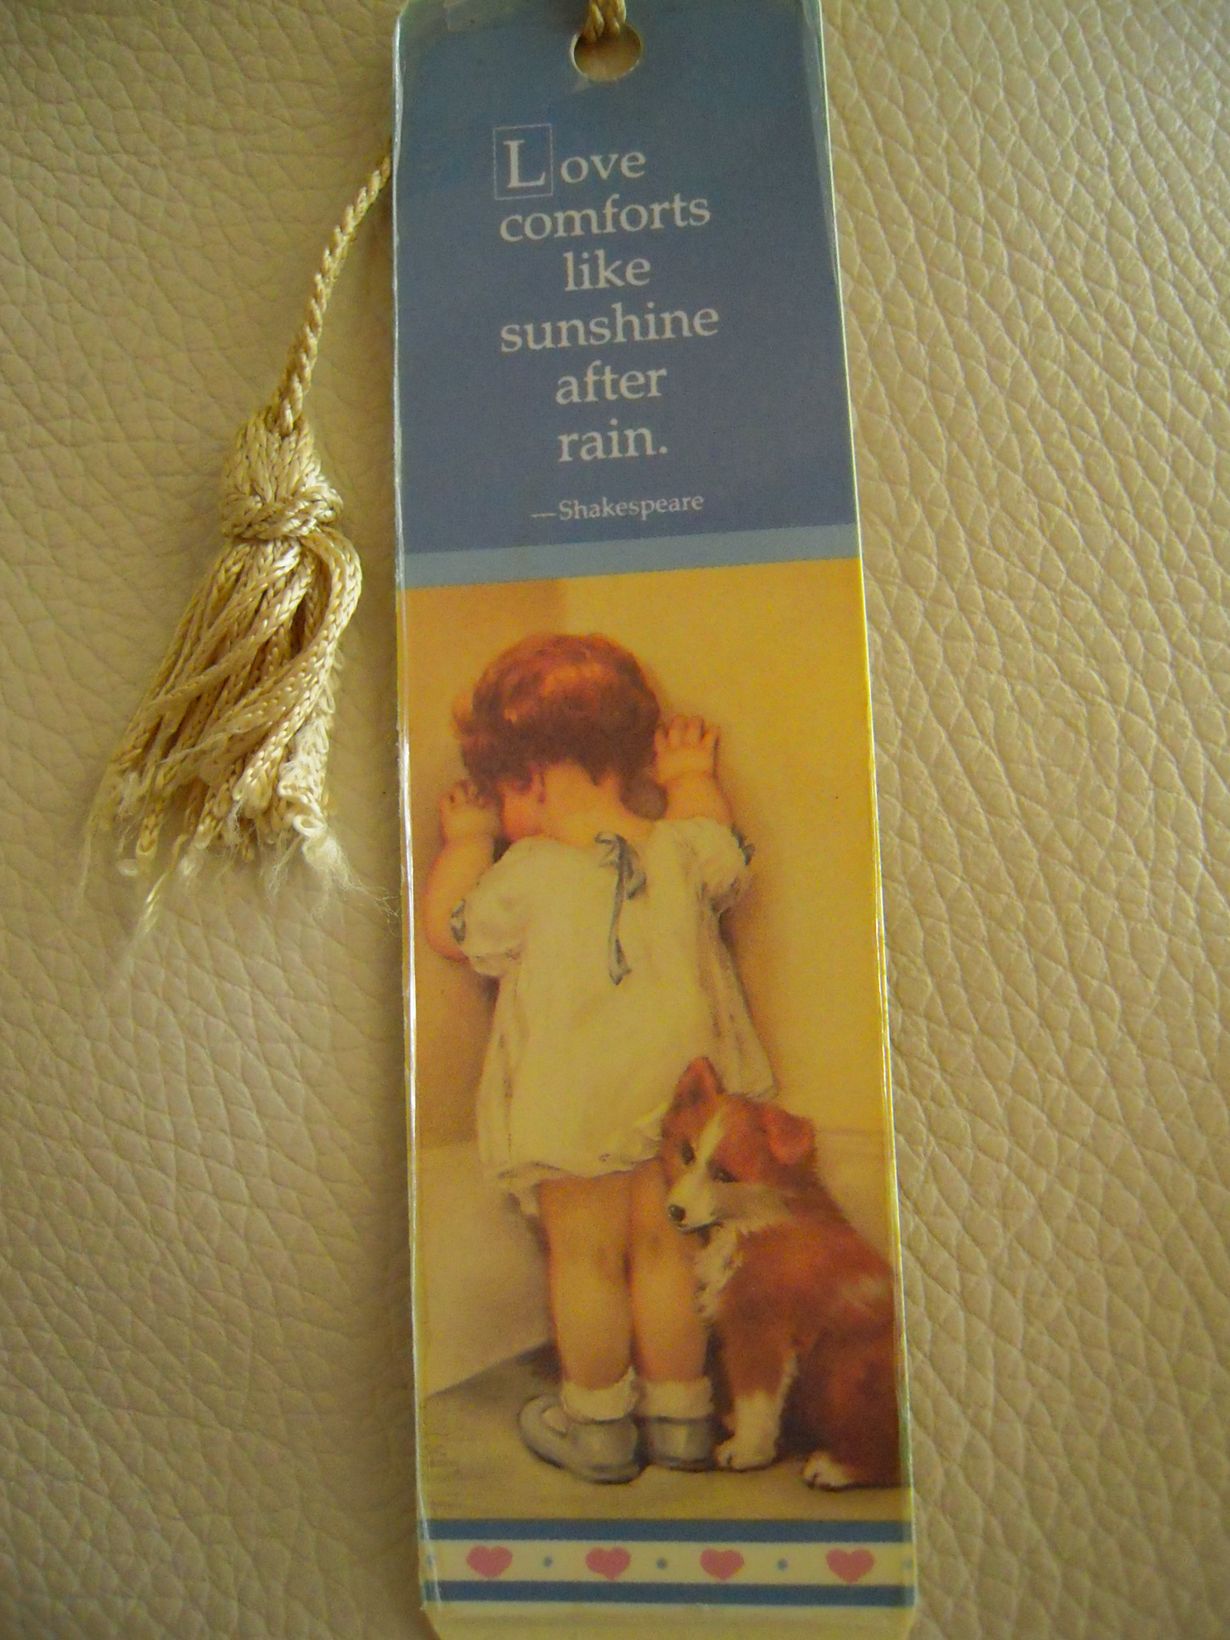 Love
comforts
like
sunshine
after
rain.
—Shakespeare